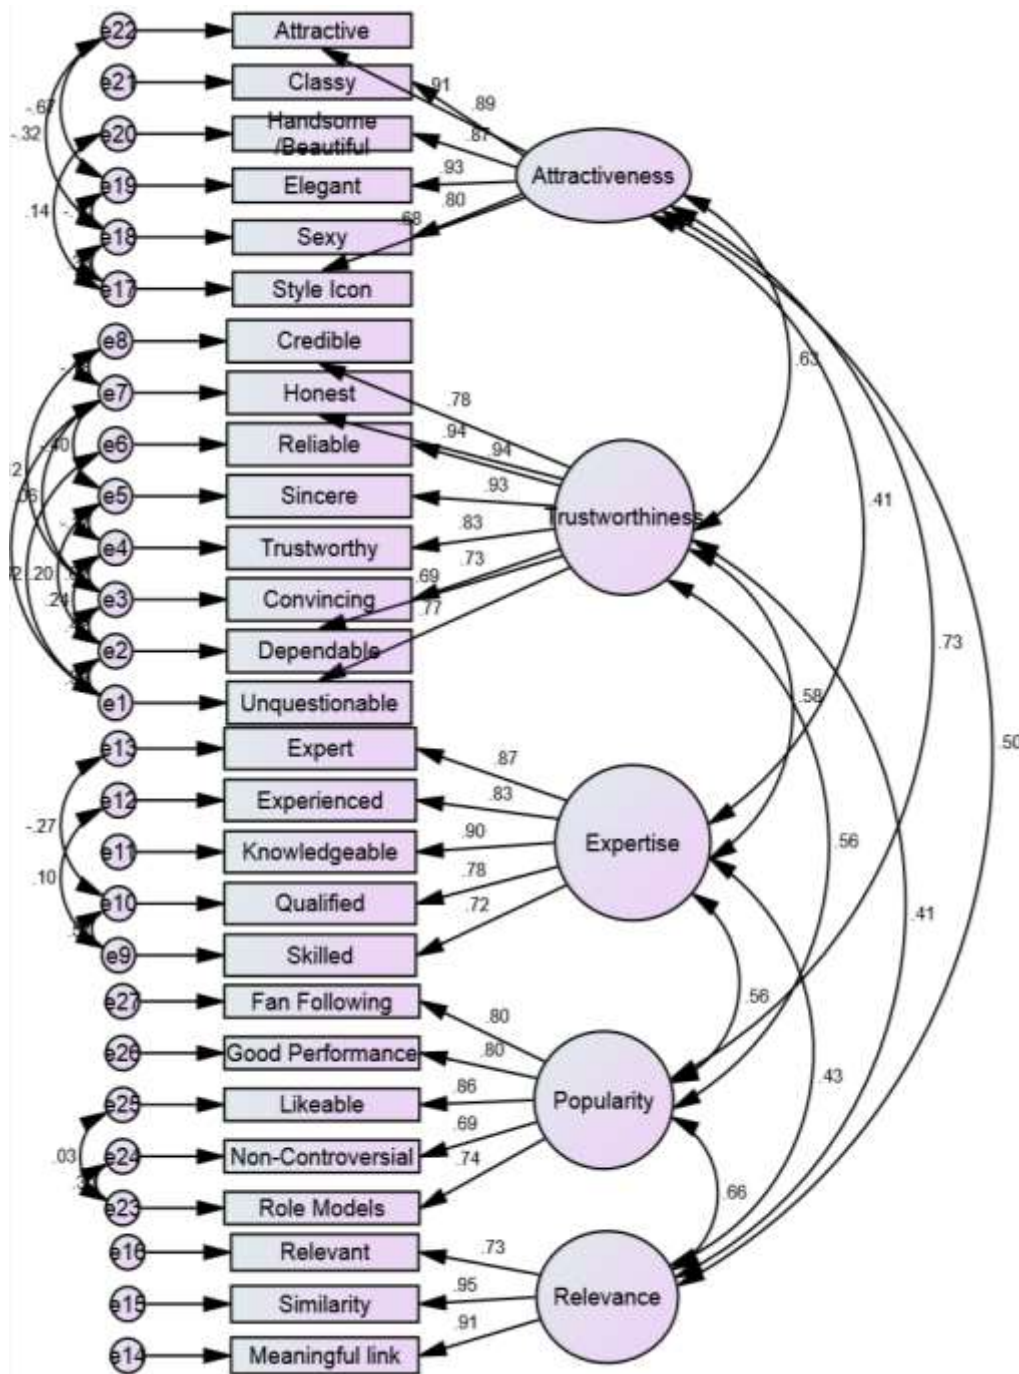 e22 Attractive
.91
e21 Classy
.89
-.67
-.32
e20 Handsome
/Beautiful
.87
Attractiveness
.93
e19 Elegant
.80
.14
.68
e18 Sexy
e17 Style Icon
e8 Credible
.63
e7 Honest
.78
.94
-.40
e6 Reliable
.94
.06
e5 Sincere
.93
.41
Trustworthiness
.83
e4 Trustworthy
.73
.20
.69
.24
e3 Convincing
.77
e2 Dependable
.73
e1 Unquestionable
.58
.50
e13 Expert
.87
e12 Experienced
.83
-.27
Expertise
.56
e11 Knowledgeable
.90
.10
.78
e10 Qualified
.72
.41
e9 Skilled
.56
e27 Fan Following
.80
e26 Good Performance
.80
.43
.86
e25 Likeable
Popularity
.69
.03
e24 Non-Controversial
.74
.66
e23 Role Models
e16 Relevant
.73
.95
e15 Similarity
Relevance
.91
e14 Meaningful link